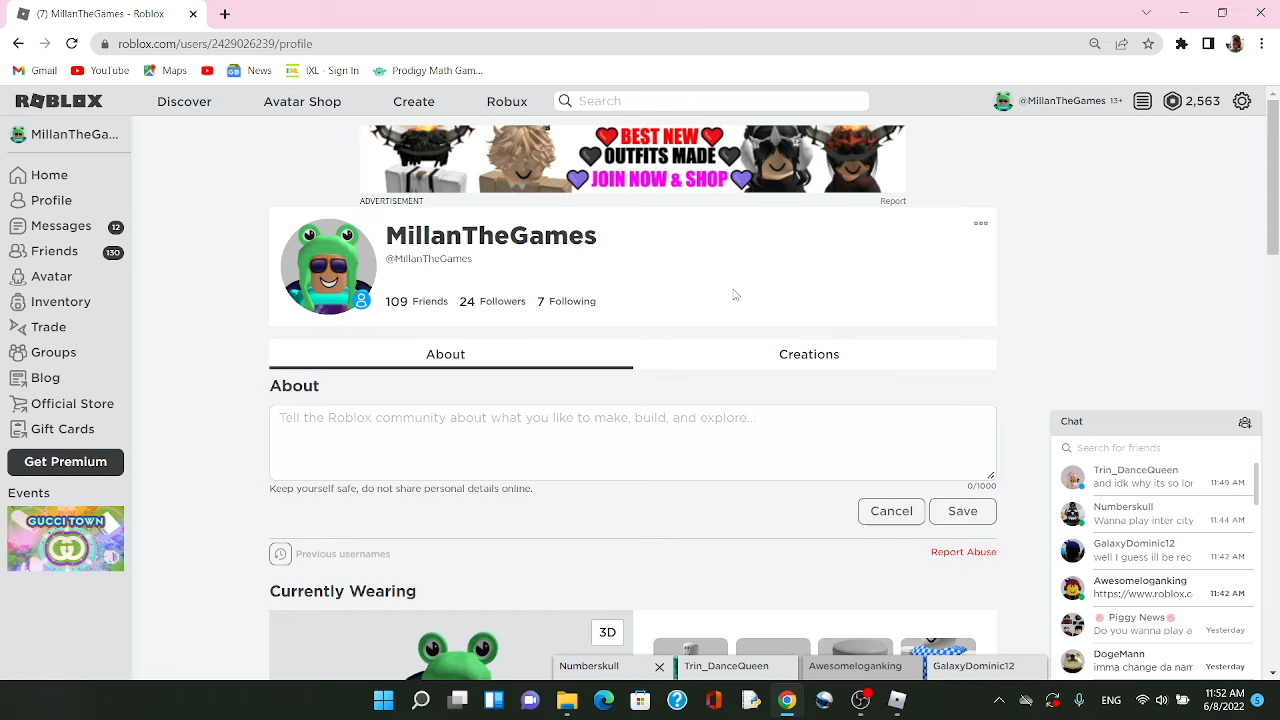 (7) MillanTheGames - Roblox
roblox.com/users/2429026239/profile
Gmail YouTube Maps News IXL - Sign In Prodigy Math Gam...
ROBLOX Discover Avatar Shop Create Robux Search @MillanTheGames 13+ 2,563
MillanTheGa...
Home
Profile
Messages 12
Friends 130
Avatar
Inventory
Trade
Groups
Blog
Official Store
Gift Cards
Get Premium
Events
GUCCI TOWN
BEST NEW
OUTFITS MADE
JOIN NOW & SHOP
ADVERTISEMENT Report
MillanTheGames
@MillanTheGames
109 Friends 24 Followers 7 Following
About Creations
About
Tell the Roblox community about what you like to make, build, and explore...
Keep yourself safe, do not share personal details online. 0/1000
Cancel Save
Previous usernames Report Abuse
Currently Wearing
3D
Chat
Search for friends
Trin_DanceQueen
and idk why its so lor 11:49 AM
Numberskull
Wanna play inter city 11:44 AM
GalaxyDominic12
well I guess ill be rec 11:42 AM
Awesomeloganking
https://www.roblox.c 11:42 AM
Piggy News
Do you wanna play a Yesterday
DogeMann
imma change da nam Yesterday
Numberskull Trin_DanceQueen Awesomeloganking GalaxyDominic12
11:52 AM
6/8/2022 5